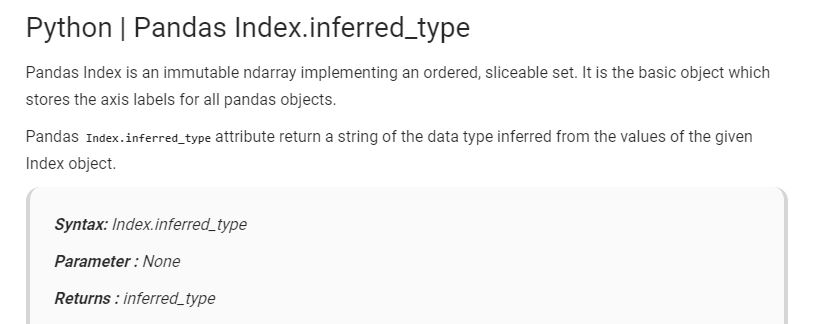 Python | Pandas Index.inferred_type
Pandas Index is an immutable ndarray implementing an ordered, sliceable set. It is the basic object which
stores the axis labels for all pandas objects.
Pandas Index.inferred_type attribute return a string of the data type inferred from the values of the given
Index object.
Syntax: Index.inferred_type
Parameter : None
Returns : inferred_type